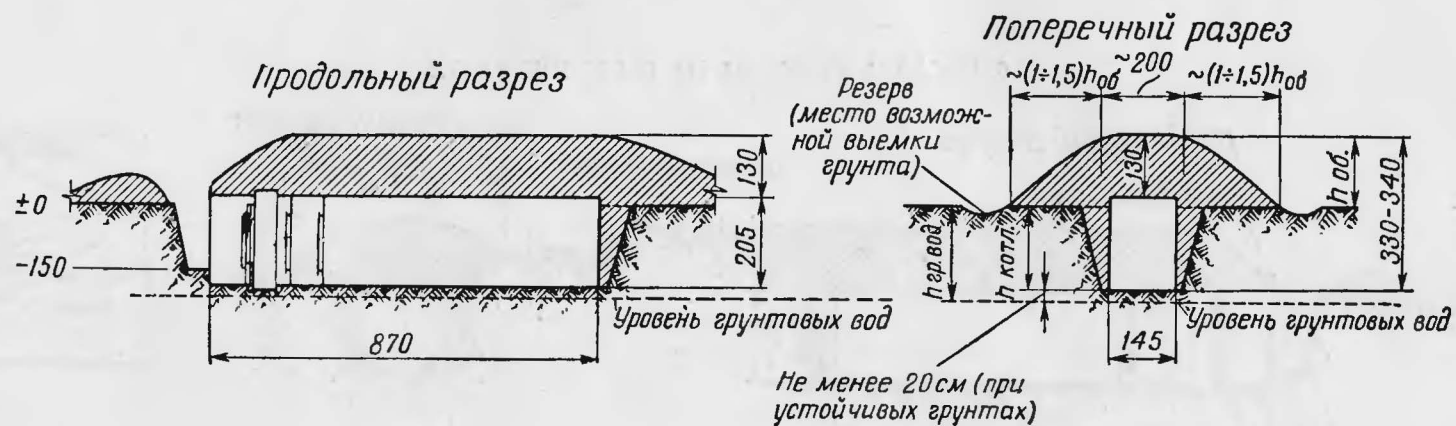 Продольный разрез
130
±0
205
-150
Уровень грунтовых вод
870
Поперечный разрез
~(1÷1,5)hоб
~200
~(1÷1,5)hоб
Резерв
(место возмож-
ной выемки
грунта)
130
h об.
330-340
h гр.вод
h котл.
Уровень грунтовых вод
145
Не менее 20 см (при
устойчивых грунтах)